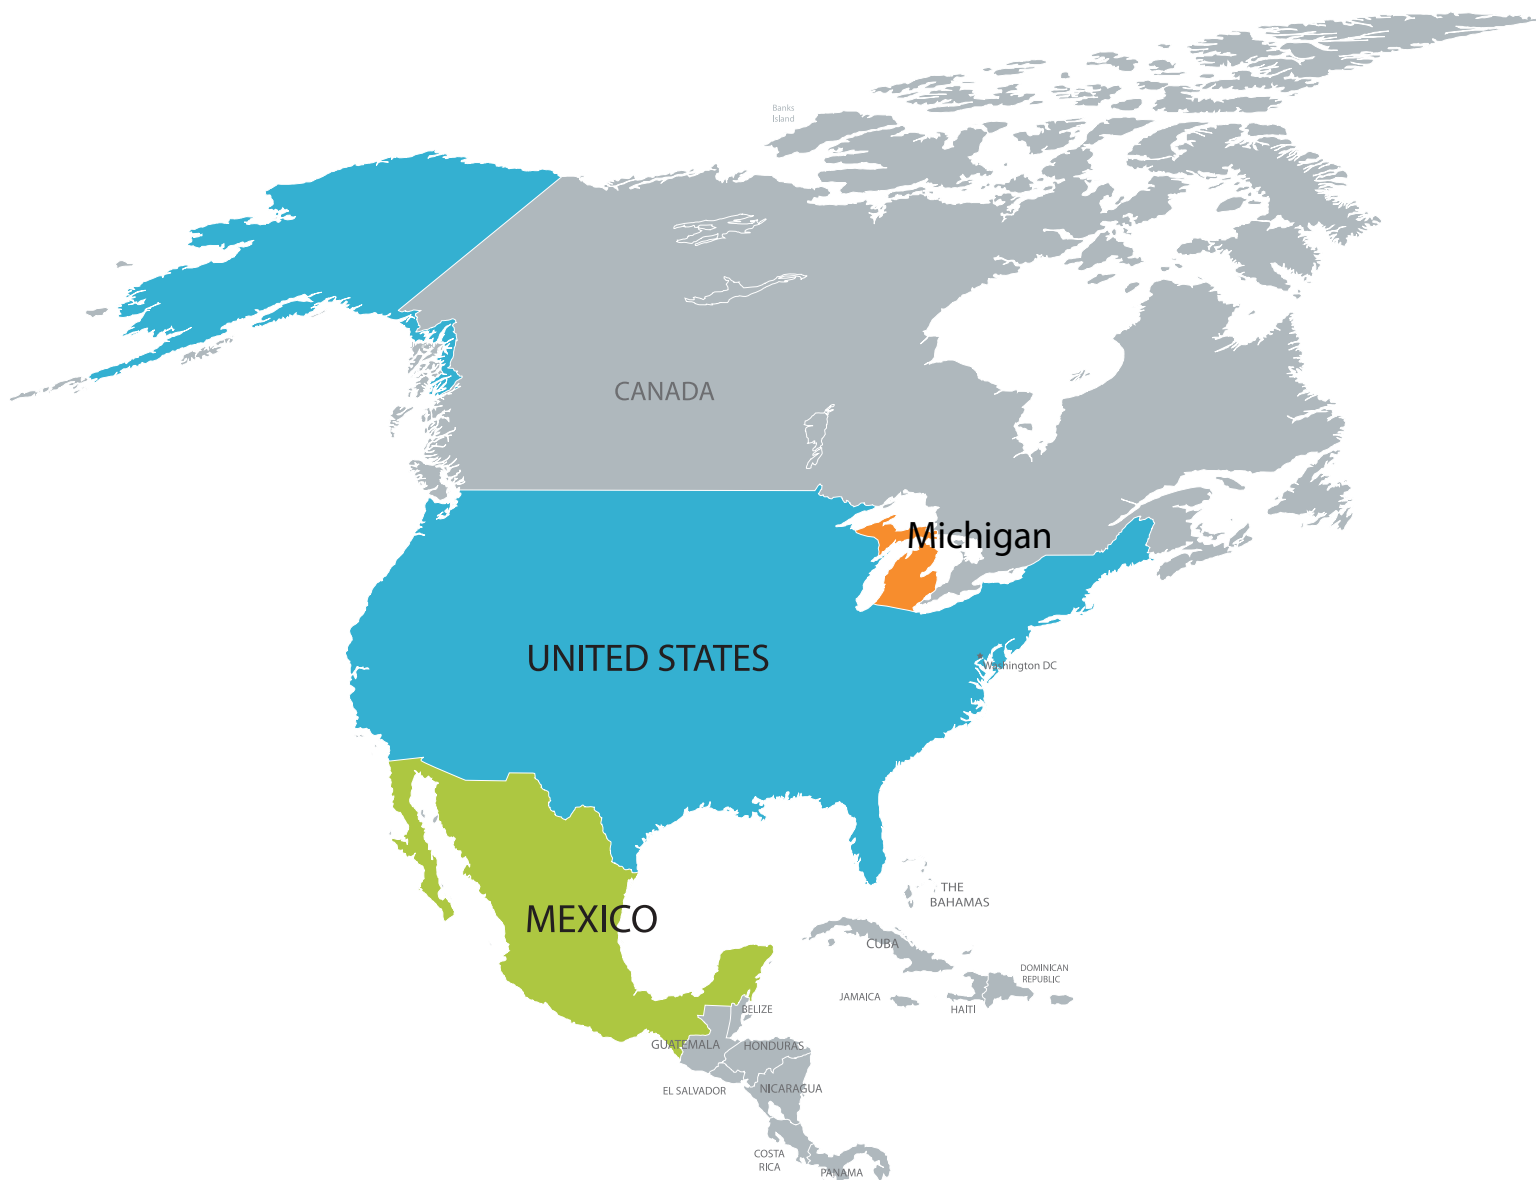 Banks
Island
CANADA
Michigan
UNITED STATES
Washington DC
MEXICO
THE
BAHAMAS
CUBA
DOMINICAN
REPUBLIC
JAMAICA
HAITI
BELIZE
GUATEMALA
HONDURAS
EL SALVADOR
NICARAGUA
COSTA
RICA
PANAMA